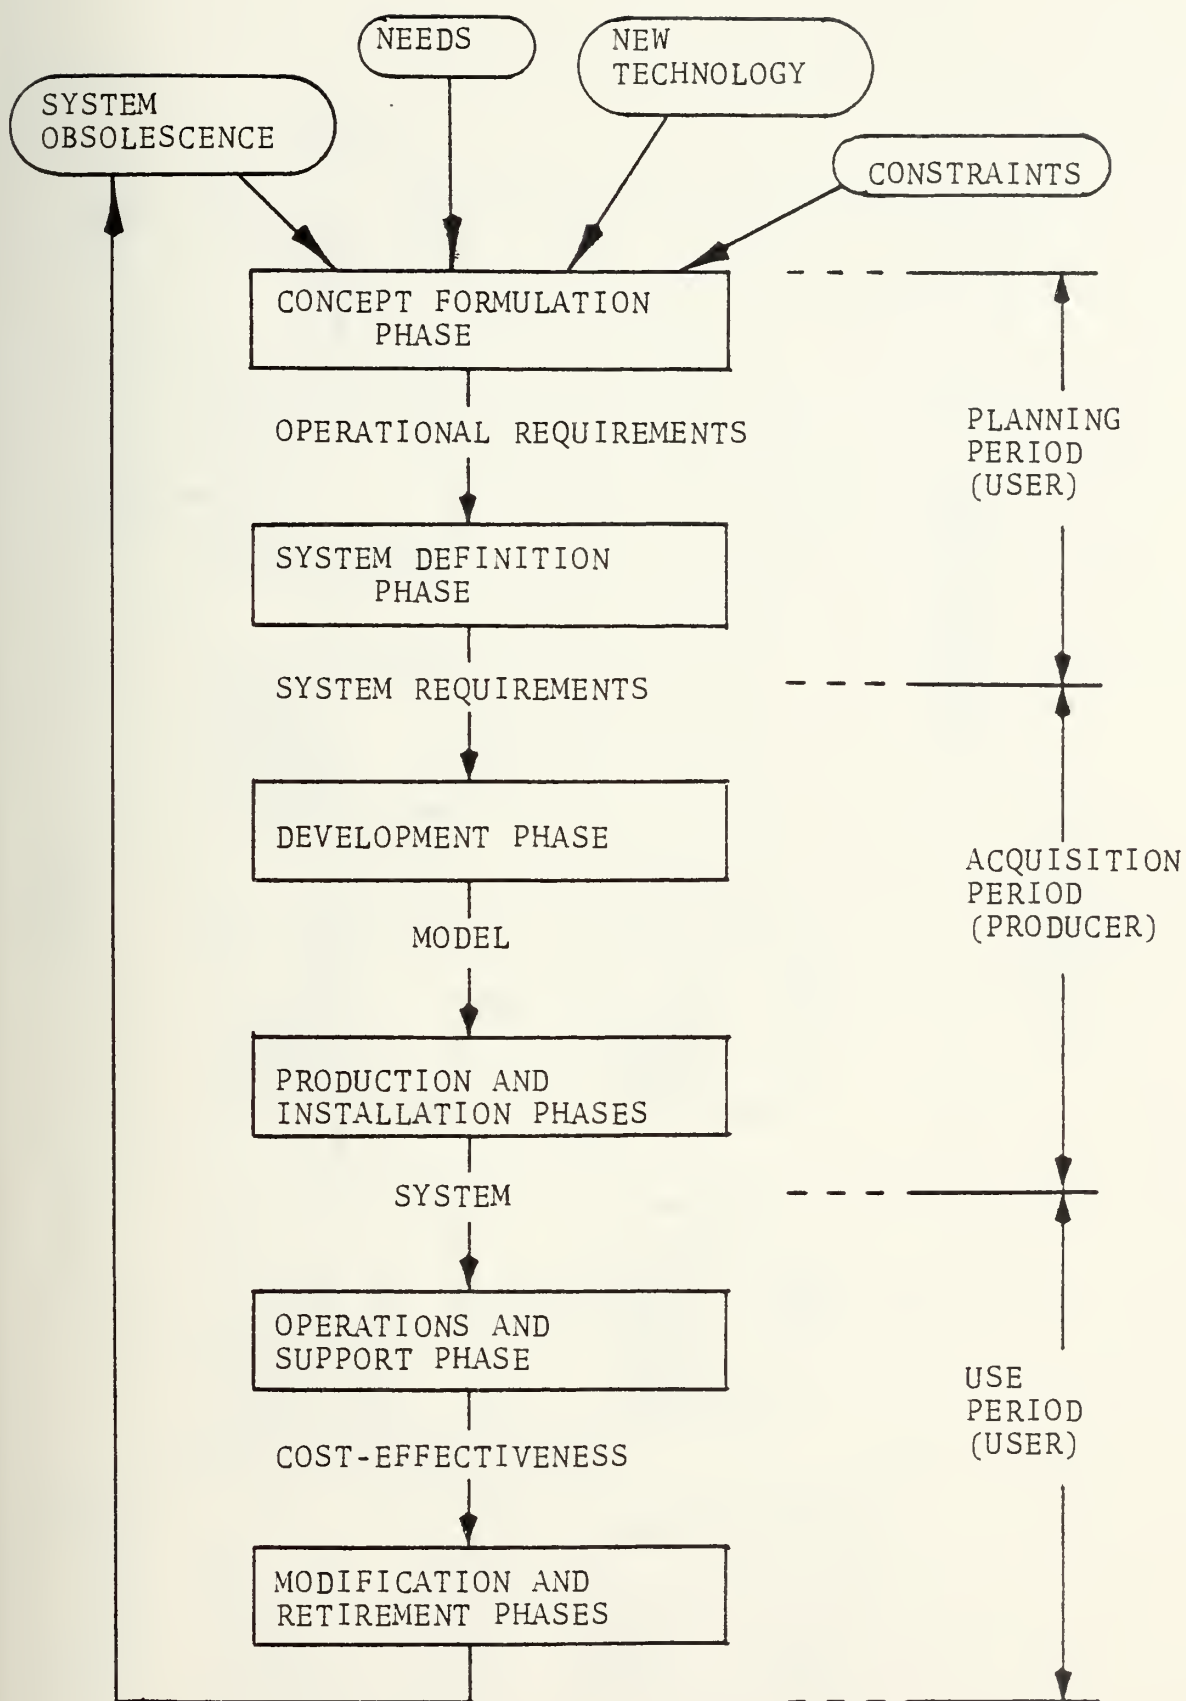 NEEDS
NEW
TECHNOLOGY
SYSTEM
OBSOLESCENCE
CONSTRAINTS
CONCEPT FORMULATION
PHASE
OPERATIONAL REQUIREMENTS
PLANNING
PERIOD
(USER)
SYSTEM DEFINITION
PHASE
SYSTEM REQUIREMENTS
DEVELOPMENT PHASE
ACQUISITION
PERIOD
(PRODUCER)
MODEL
PRODUCTION AND
INSTALLATION PHASES
SYSTEM
OPERATIONS AND
SUPPORT PHASE
USE
PERIOD
(USER)
COST-EFFECTIVENESS
MODIFICATION AND
RETIREMENT PHASES